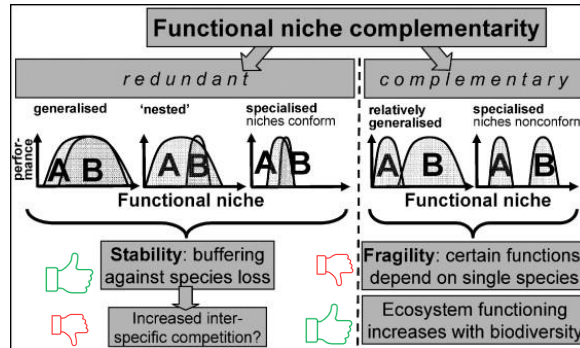 Functional niche complementarity
redundant
complementary
generalised
'nested'
specialised
niches conform
relatively
generalised
specialised
niches nonconform
perfor-
mance
A B
A B
A B
A B
A B
Functional niche
Functional niche
Stability: buffering
against species loss
Increased inter-
specific competition?
Fragility: certain functions
depend on single species
Ecosystem functioning
increases with biodiversity